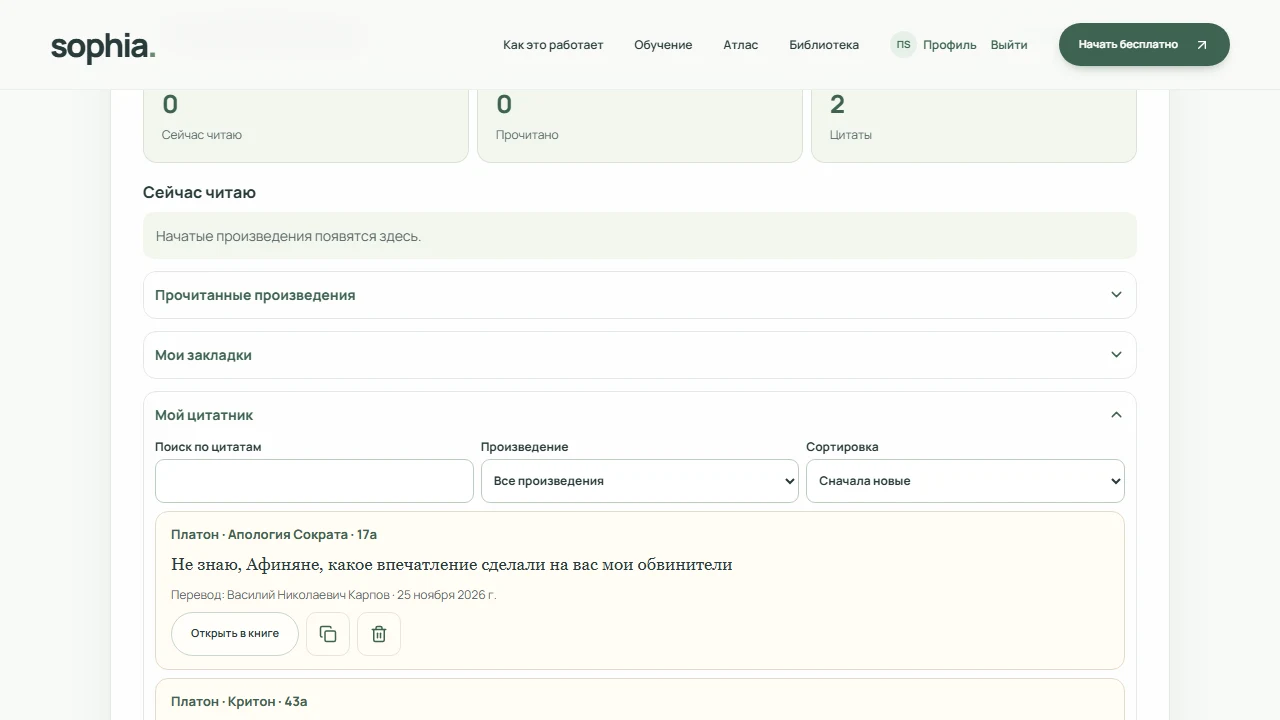 sophia.
Как это работает
Обучение
Атлас
Библиотека
ПS
Профиль
Выйти
Начать бесплатно
0
Сейчас читаю
0
Прочитано
2
Цитаты
Сейчас читаю
Начатые произведения появятся здесь.
Прочитанные произведения
Мои закладки
Мой цитатник
Поиск по цитатам
Произведение
Сортировка
Все произведения
Сначала новые
Платон · Апология Сократа · 17a
Не знаю, Афиняне, какое впечатление сделали на вас мои обвинители
Перевод: Василий Николаевич Карпов · 25 ноября 2026 г.
Открыть в книге
Платон · Критон · 43a